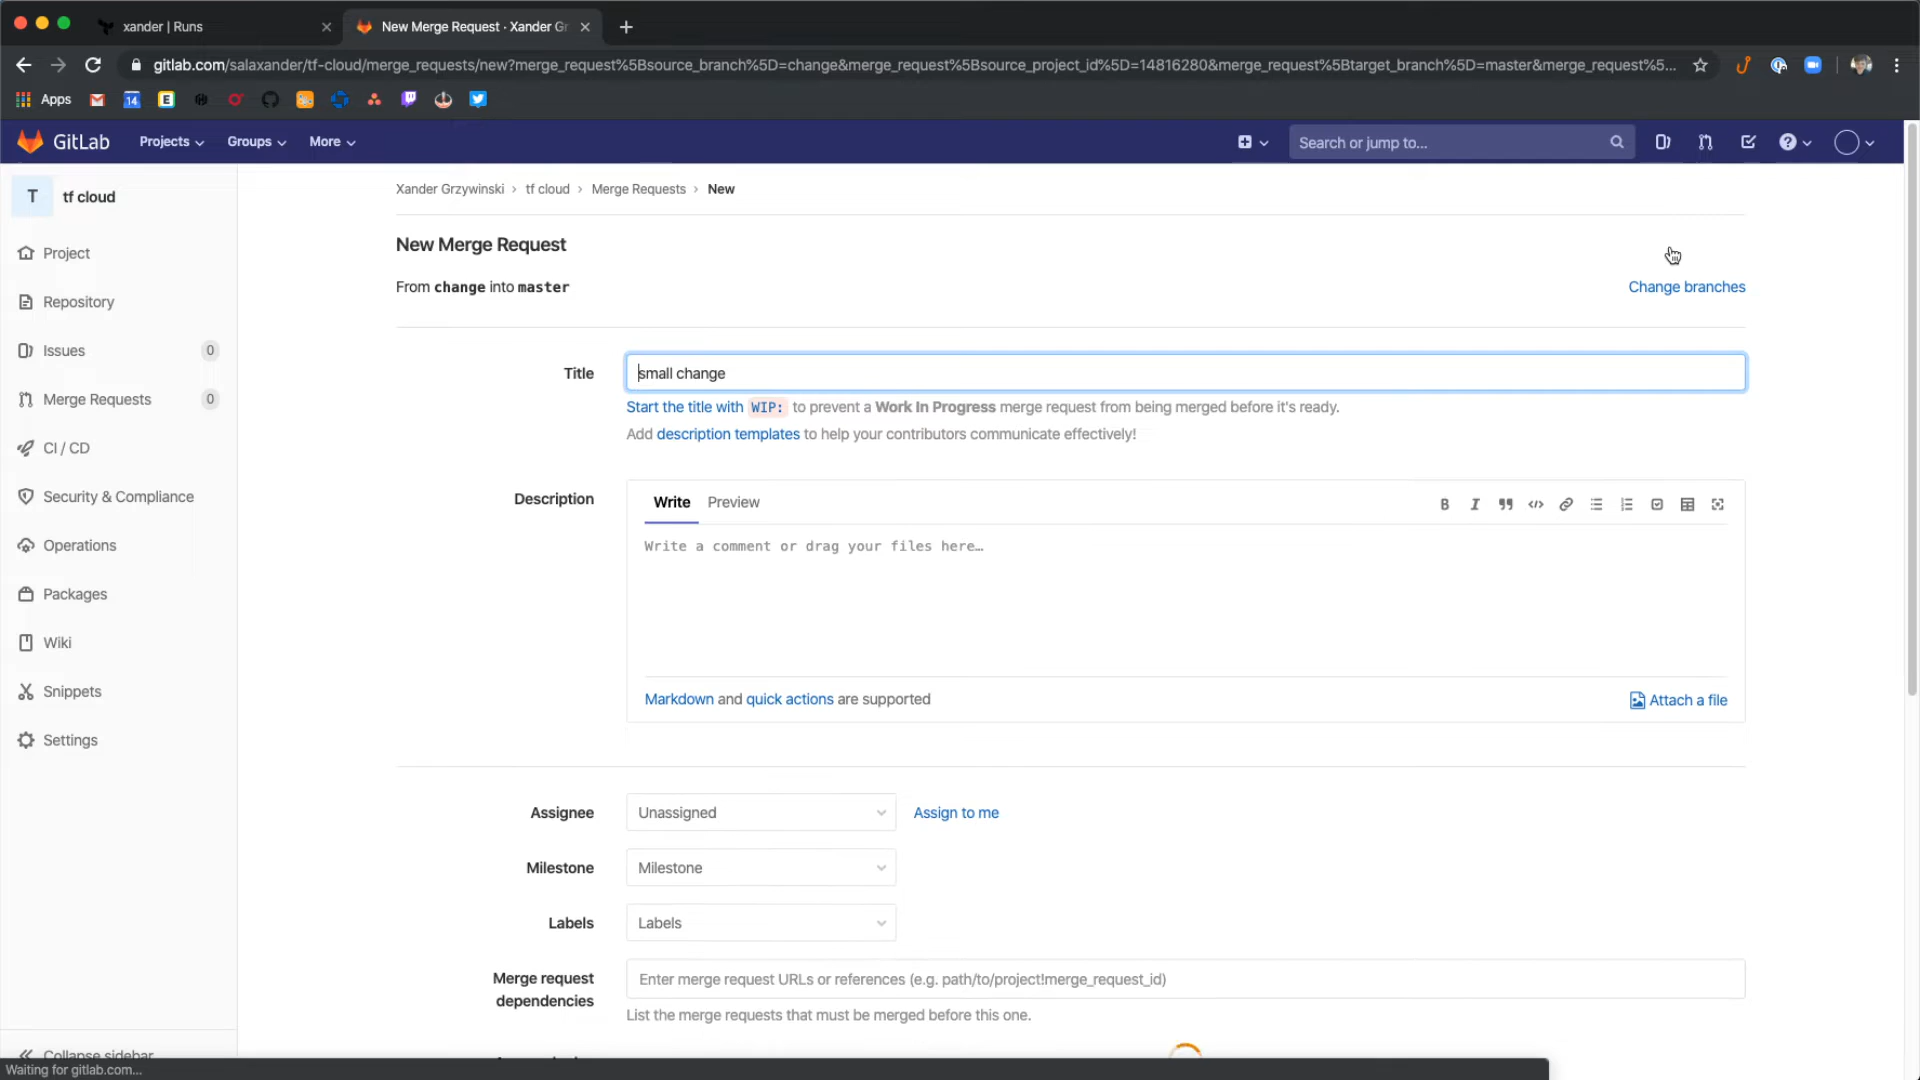 xander | Runs
New Merge Request · Xander Gr
gitlab.com/salaxander/tf-cloud/merge_requests/new?merge_request%5Bsource_branch%5D=change&merge_request%5Bsource_project_id%5D=14816280&merge_request%5Btarget_branch%5D=master&merge_request%5...
Apps
14
E
GitLab
Projects
Groups
More
Search or jump to...
T
tf cloud
Xander Grzywinski › tf cloud › Merge Requests › New
Project
New Merge Request
From change into master
Change branches
Repository
Issues
0
Merge Requests
0
CI / CD
Security & Compliance
Operations
Packages
Wiki
Snippets
Settings
Collapse sidebar
Title
small change
Start the title with WIP: to prevent a Work In Progress merge request from being merged before it's ready.
Add description templates to help your contributors communicate effectively!
Description
Write
Preview
Write a comment or drag your files here…
Markdown and quick actions are supported
Attach a file
Assignee
Unassigned
Assign to me
Milestone
Milestone
Labels
Labels
Merge request
dependencies
Enter merge request URLs or references (e.g. path/to/project!merge_request_id)
List the merge requests that must be merged before this one.
Waiting for gitlab.com...